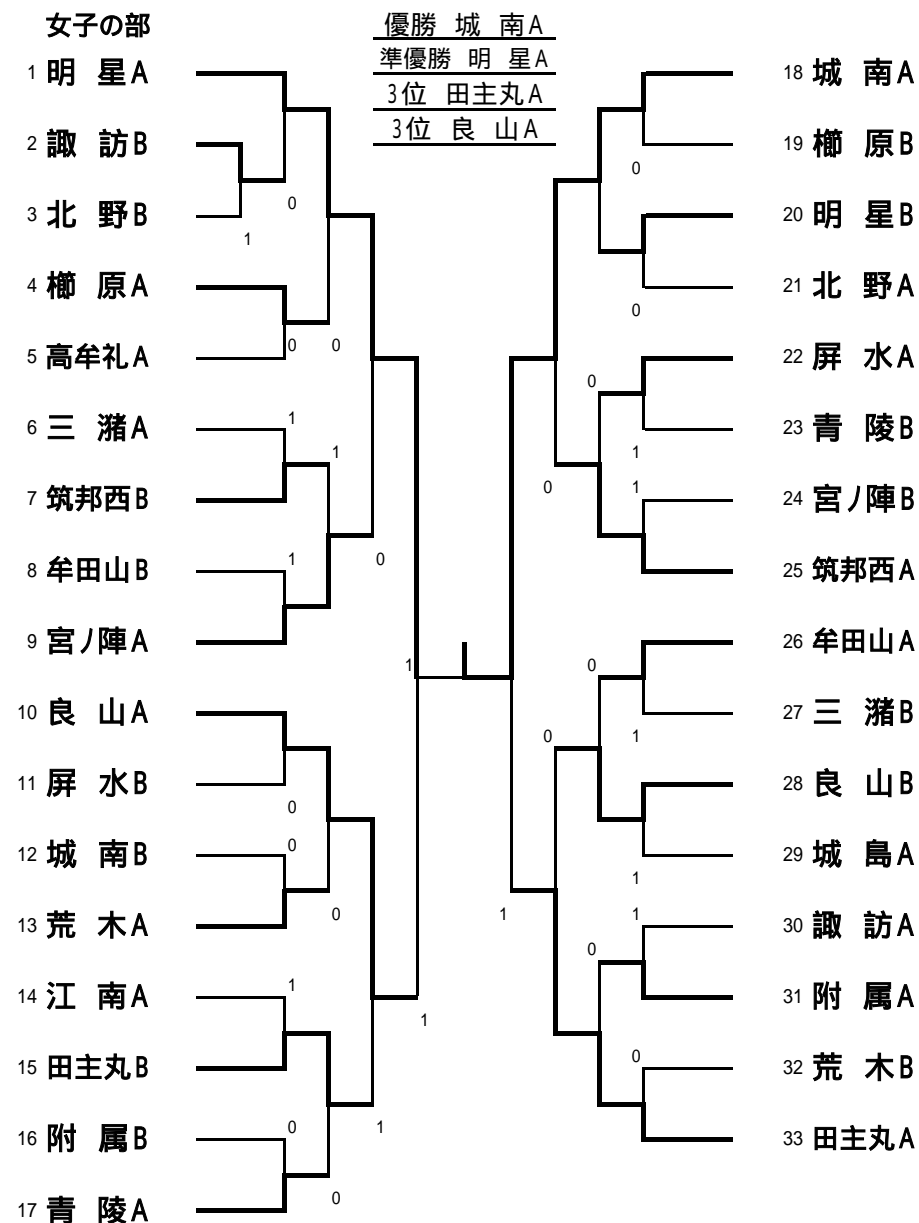 女子の部
優勝 城 南A
準優勝 明 星A
3位 田主丸A
3位 良 山A
1 明 星A
2 諏 訪B
3 北 野B
4 櫛 原A
5 高牟礼A
6 三 潴A
7 筑邦西B
8 牟田山B
9 宮ノ陣A
10 良 山A
11 屏 水B
12 城 南B
13 荒 木A
14 江 南A
15 田主丸B
16 附 属B
17 青 陵A
0
1
0 0
1
1
1
0
1
0
0
0
1
1
0 1
0
18 城 南A
19 櫛 原B
20 明 星B
21 北 野A
22 屏 水A
23 青 陵B
24 宮ノ陣B
25 筑邦西A
26 牟田山A
27 三 潴B
28 良 山B
29 城 島A
30 諏 訪A
31 附 属A
32 荒 木B
33 田主丸A
0
0
0
1
0 1
0
0 1
1
1 1
0
0